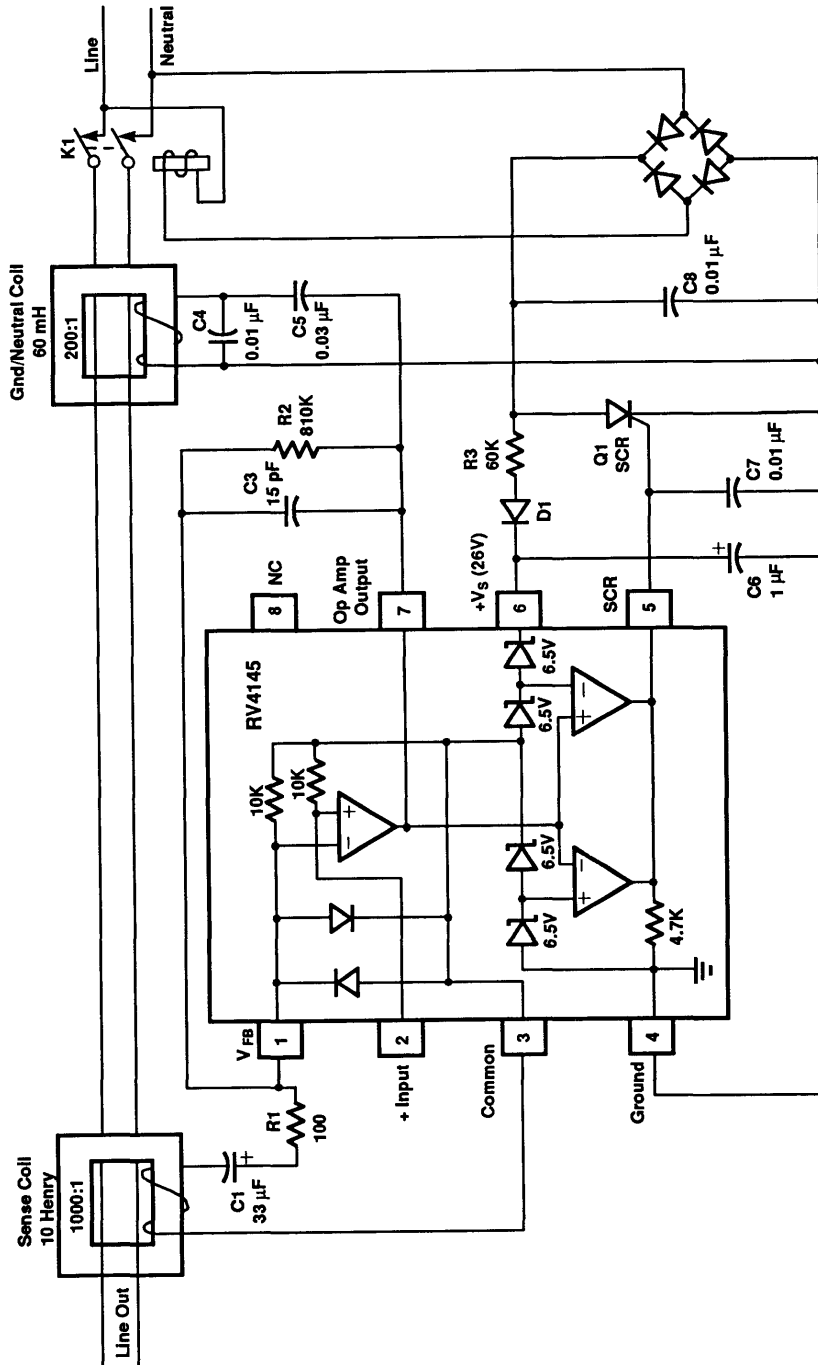 Sense Coil
10 Henry
1000:1
Line Out
C1
33 µF
+
R1
100
Gnd/Neutral Coil
60 mH
200:1
C4
0.01 µF
C5
0.03 µF
K1
Line
Neutral
C3
15 pF
R2
810K
RV4145
V FB
1
+ Input
2
Common
3
Ground
4
8
NC
Op Amp
Output
7
+VS (26V)
6
SCR
5
10K
10K
+
−
6.5V
6.5V
6.5V
6.5V
−
+
−
+
4.7K
D1
R3
60K
Q1
SCR
C6
1 µF
+
C7
0.01 µF
C8
0.01 µF